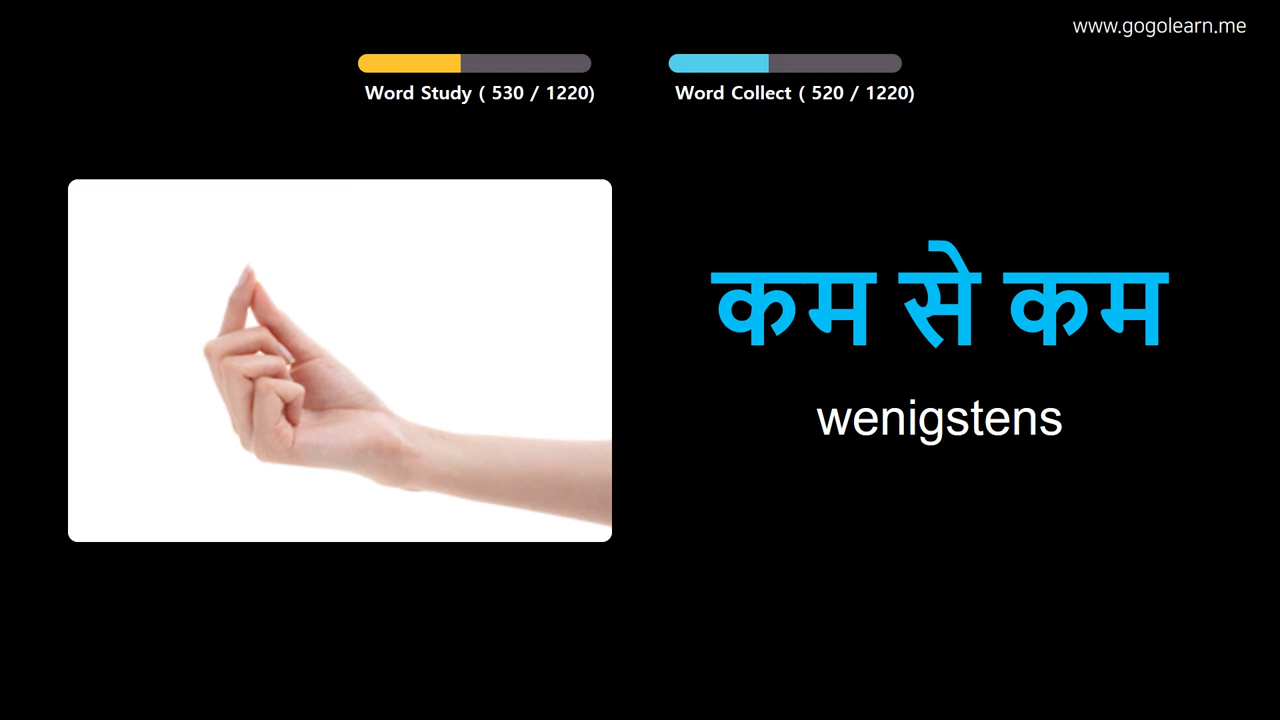 www.gogolearn.me
Word Study ( 530 / 1220)
Word Collect ( 520 / 1220)
कम से कम
wenigstens